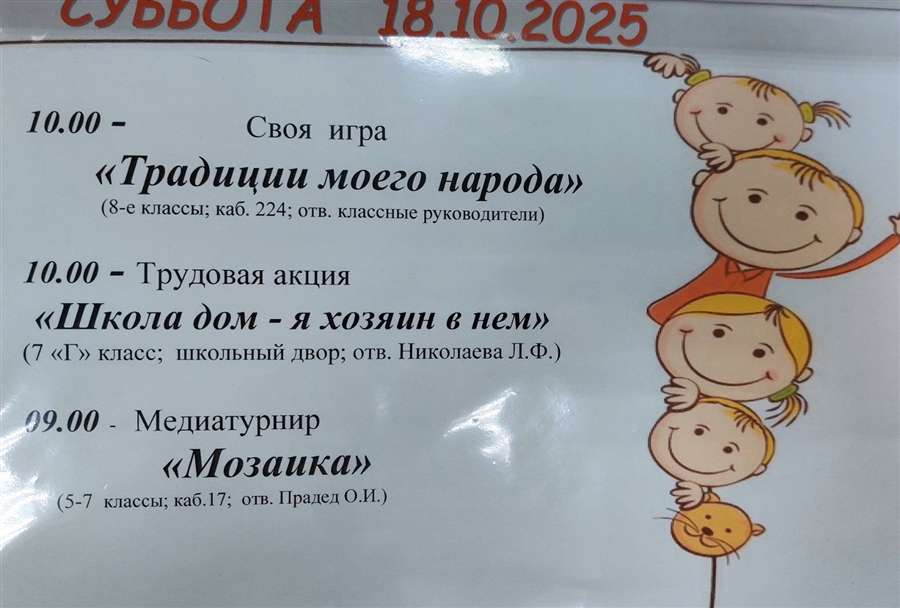 СУББОТА 18.10.2025
10.00 – Своя игра
«Традиции моего народа»
(8-е классы; каб. 224; отв. классные руководители)
10.00 – Трудовая акция
«Школа дом - я хозяин в нем»
(7 «Г» класс; школьный двор; отв. Николаева Л.Ф.)
09.00 - Медиатурнир
«Мозаика»
(5-7 классы; каб.17; отв. Прадед О.И.)